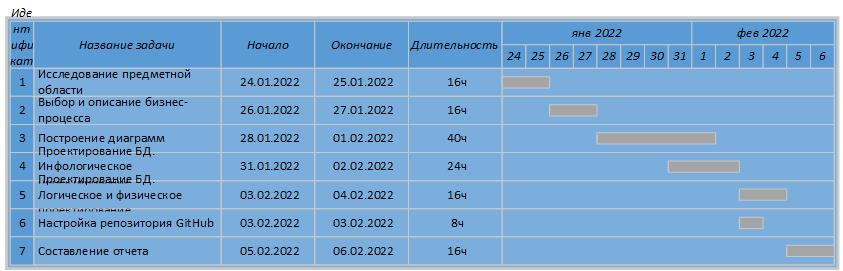 Иде
нт
ифи
кат
Название задачи
Начало
Окончание
Длительность
янв 2022
фев 2022
24 25 26 27 28 29 30 31 1 2 3 4 5 6
1 Исследование предметной
области 24.01.2022 25.01.2022 16ч
2 Выбор и описание бизнес-
процесса 26.01.2022 27.01.2022 16ч
3 Построение диаграмм 28.01.2022 01.02.2022 40ч
Проектирование БД.
4 Инфологическое 31.01.2022 02.02.2022 24ч
Проектирование БД.
5 Логическое и физическое 03.02.2022 04.02.2022 16ч
6 Настройка репозитория GitHub 03.02.2022 03.02.2022 8ч
7 Составление отчета 05.02.2022 06.02.2022 16ч